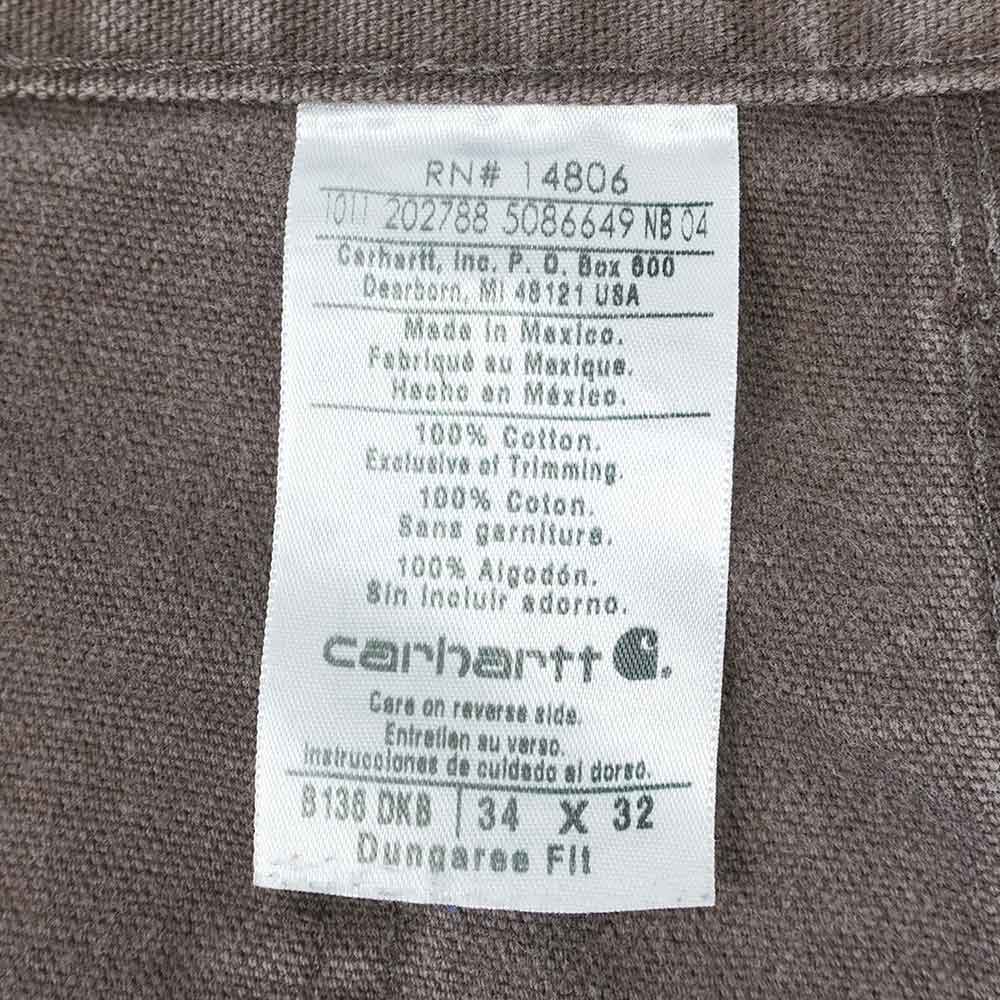 RN# 14806
1011 202788 5086649 NB 04
Carhartt, Inc. P. O. Box 600
Dearborn, MI 48121 USA
Made in Mexico.
Fabriqué au Mexique.
Hecho en México.
100% Cotton.
Exclusive of Trimming.
100% Coton.
Sans garniture.
100% Algodón.
Sin incluir adorno.
carhartt
Care on reverse side.
Entretien au verso.
Instrucciones de cuidado al dorso.
B136 DKB 34 X 32
Dungaree Fit